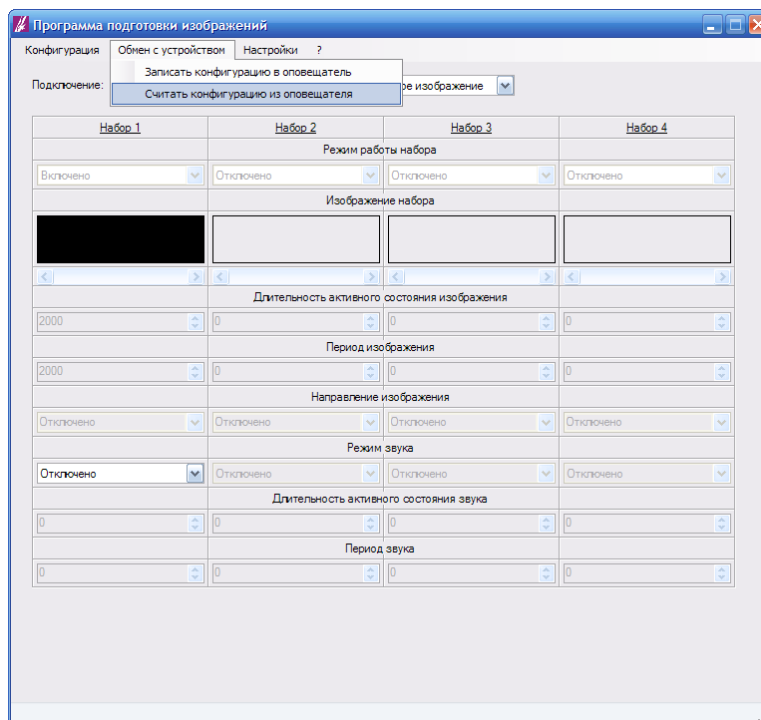 Программа подготовки изображений
Конфигурация Обмен с устройством Настройки ?
Записать конфигурацию в оповещатель
Подключение: изображение
Считать конфигурацию из оповещателя
Набор 1 Набор 2 Набор 3 Набор 4
Режим работы набора
Включено Отключено Отключено Отключено
Изображение набора
Длительность активного состояния изображения
2000 0 0 0
Период изображения
2000 0 0 0
Направление изображения
Отключено Отключено Отключено Отключено
Режим звука
Отключено Отключено Отключено Отключено
Длительность активного состояния звука
0 0 0 0
Период звука
0 0 0 0